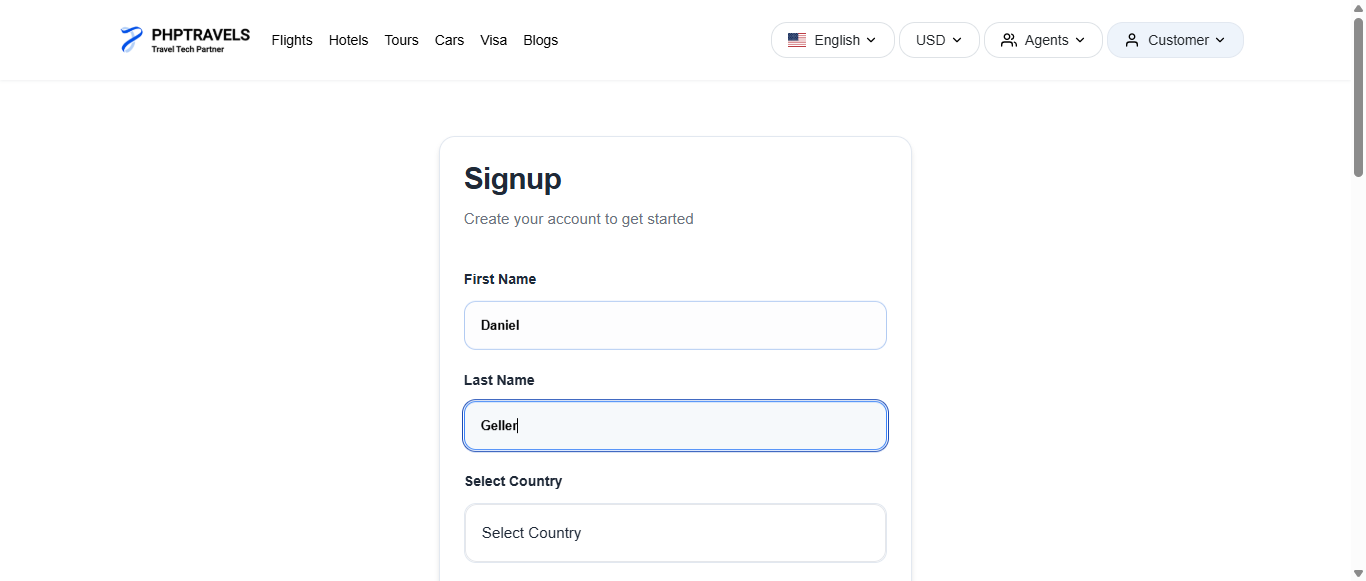 PHPTRAVELS
Travel Tech Partner
Flights Hotels Tours Cars Visa Blogs
English USD Agents Customer
Signup
Create your account to get started
First Name
Daniel
Last Name
Geller
Select Country
Select Country